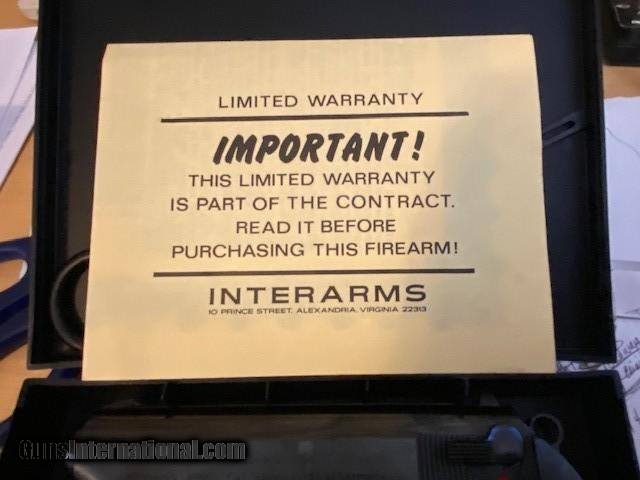 LIMITED WARRANTY
IMPORTANT!
THIS LIMITED WARRANTY
IS PART OF THE CONTRACT.
READ IT BEFORE
PURCHASING THIS FIREARM!
INTERARMS
10 PRINCE STREET, ALEXANDRIA, VIRGINIA 22313
GunsInternational.com